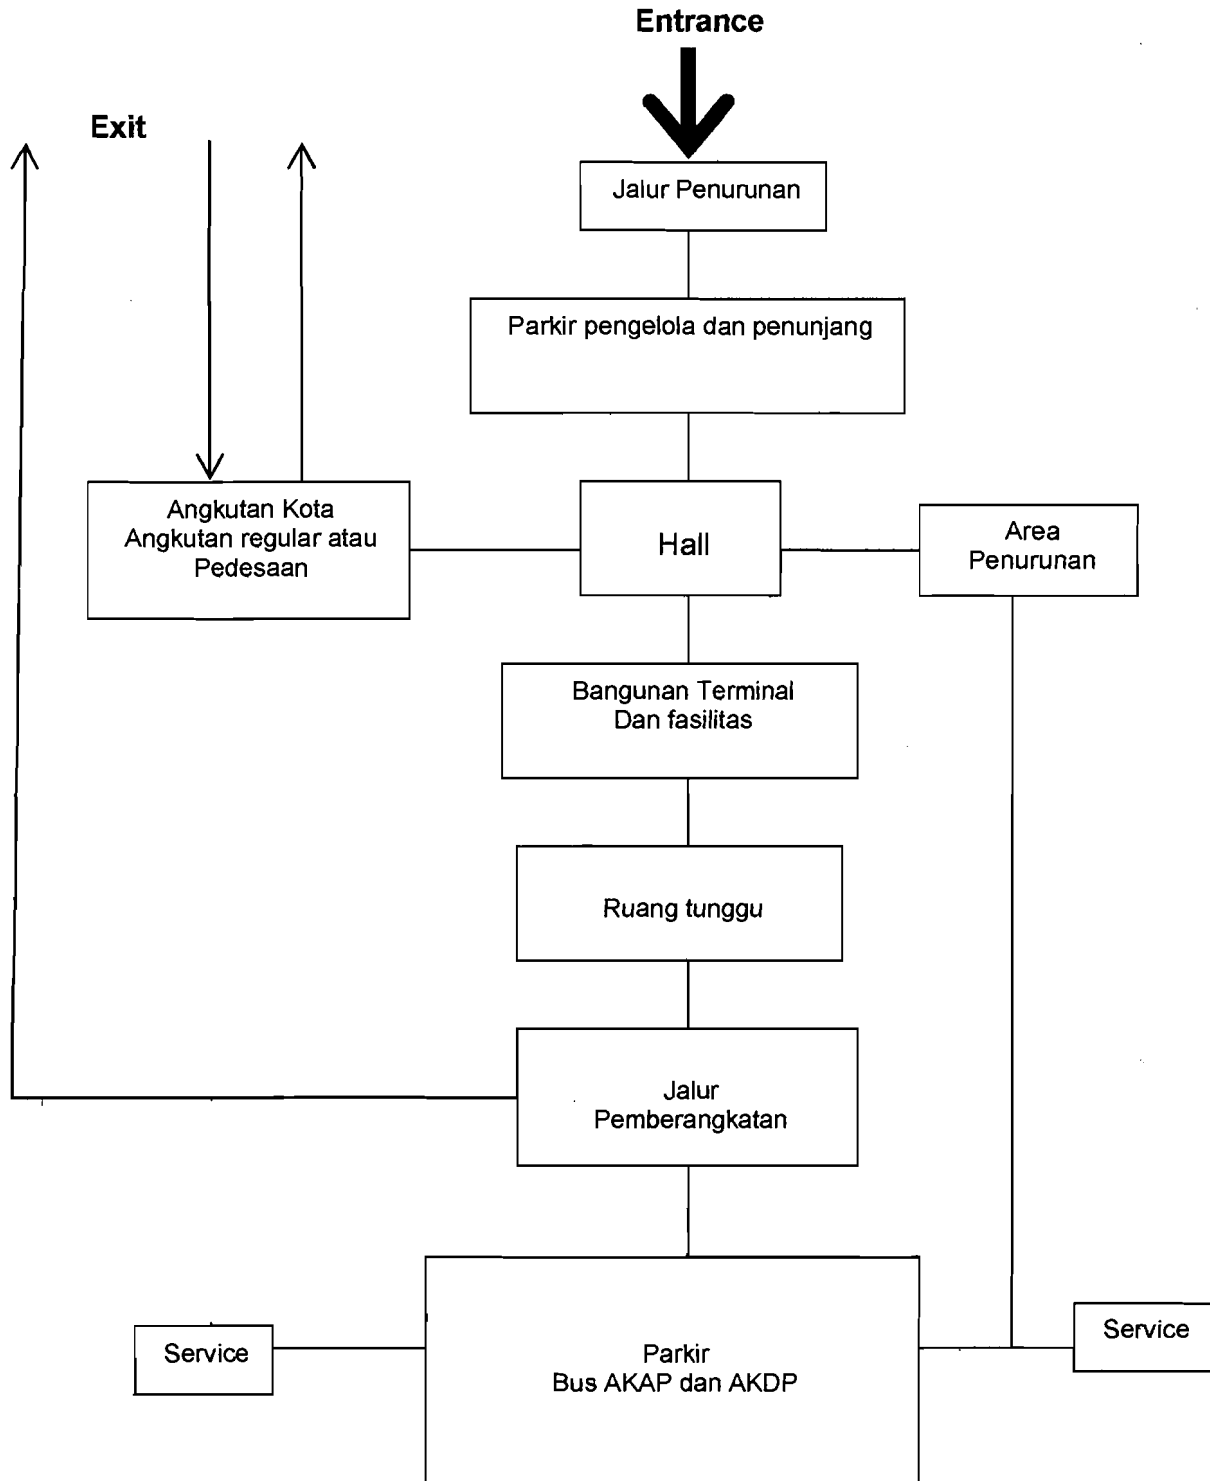 Entrance
Exit
Jalur Penurunan
Parkir pengelola dan penunjang
Angkutan Kota
Angkutan regular atau
Pedesaan
Hall
Area
Penurunan
Bangunan Terminal
Dan fasilitas
Ruang tunggu
Jalur
Pemberangkatan
Service
Parkir
Bus AKAP dan AKDP
Service